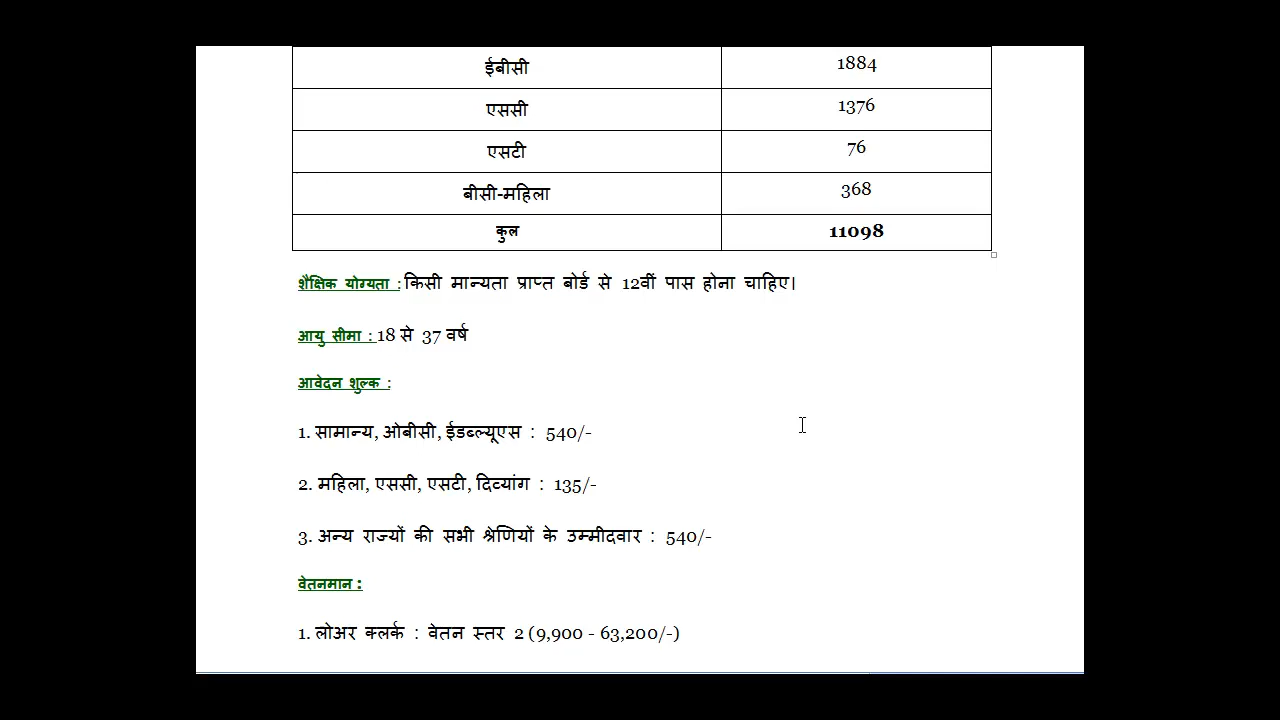 ईबीसी 1884
एससी 1376
एसटी 76
बीसी-महिला 368
कुल 11098
शैक्षिक योग्यता : किसी मान्यता प्राप्त बोर्ड से 12वीं पास होना चाहिए।
आयु सीमा : 18 से 37 वर्ष
आवेदन शुल्क :
1. सामान्य, ओबीसी, ईडब्ल्यूएस : 540/-
2. महिला, एससी, एसटी, दिव्यांग : 135/-
3. अन्य राज्यों की सभी श्रेणियों के उम्मीदवार : 540/-
वेतनमान :
1. लोअर क्लर्क : वेतन स्तर 2 (9,900 - 63,200/-)